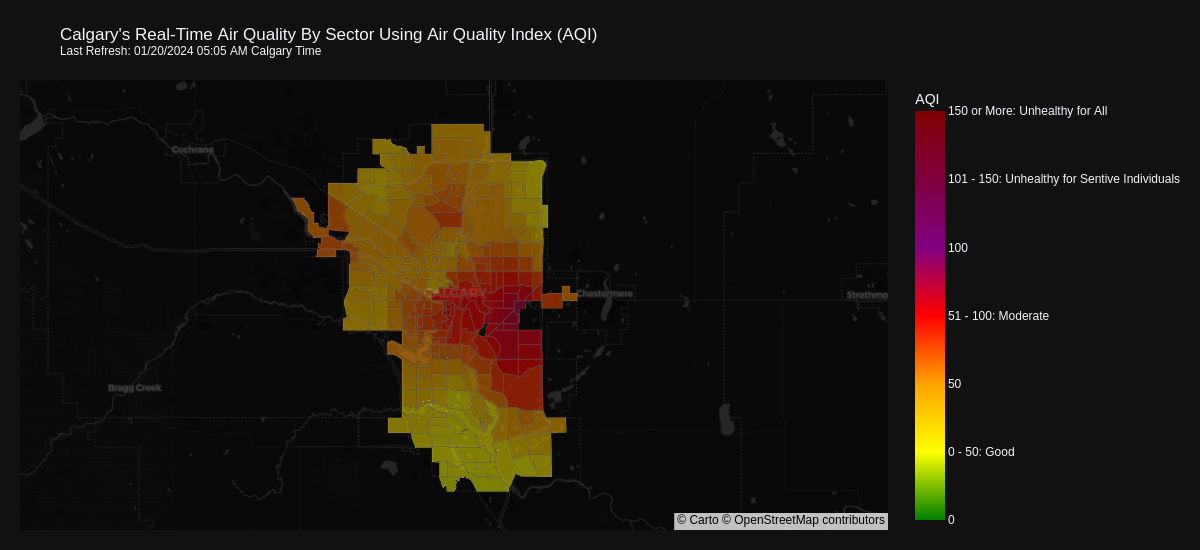 Calgary's Real-Time Air Quality By Sector Using Air Quality Index (AQI)
Last Refresh: 01/20/2024 05:05 AM Calgary Time
AQI
150 or More: Unhealthy for All
101 - 150: Unhealthy for Sentive Individuals
100
51 - 100: Moderate
50
0 - 50: Good
0
Cochrane
CALGARY
Chestermere
Strathmo
Bragg Creek
© Carto © OpenStreetMap contributors